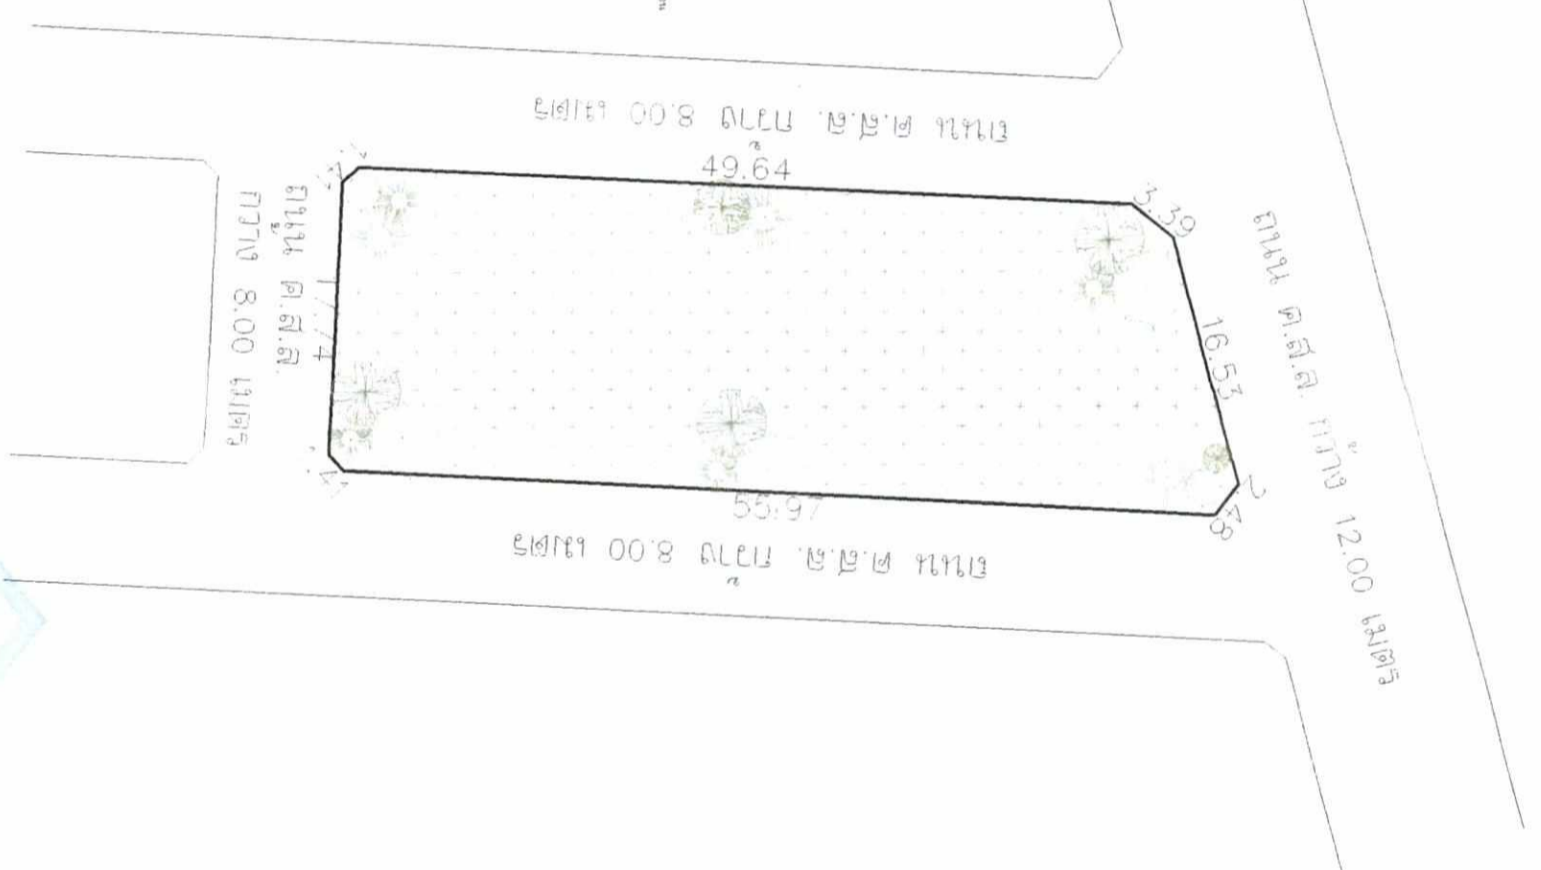 ถนน ค.ส.ล. กว้าง 8.00 เมตร
49.64
3.39
ถนน ค.ส.ล.
กว้าง 8.00 เมตร
17.74
16.53
ถนน ค.ส.ล. กว้าง 12.00 เมตร
2.48
55.97
ถนน ค.ส.ล. กว้าง 8.00 เมตร